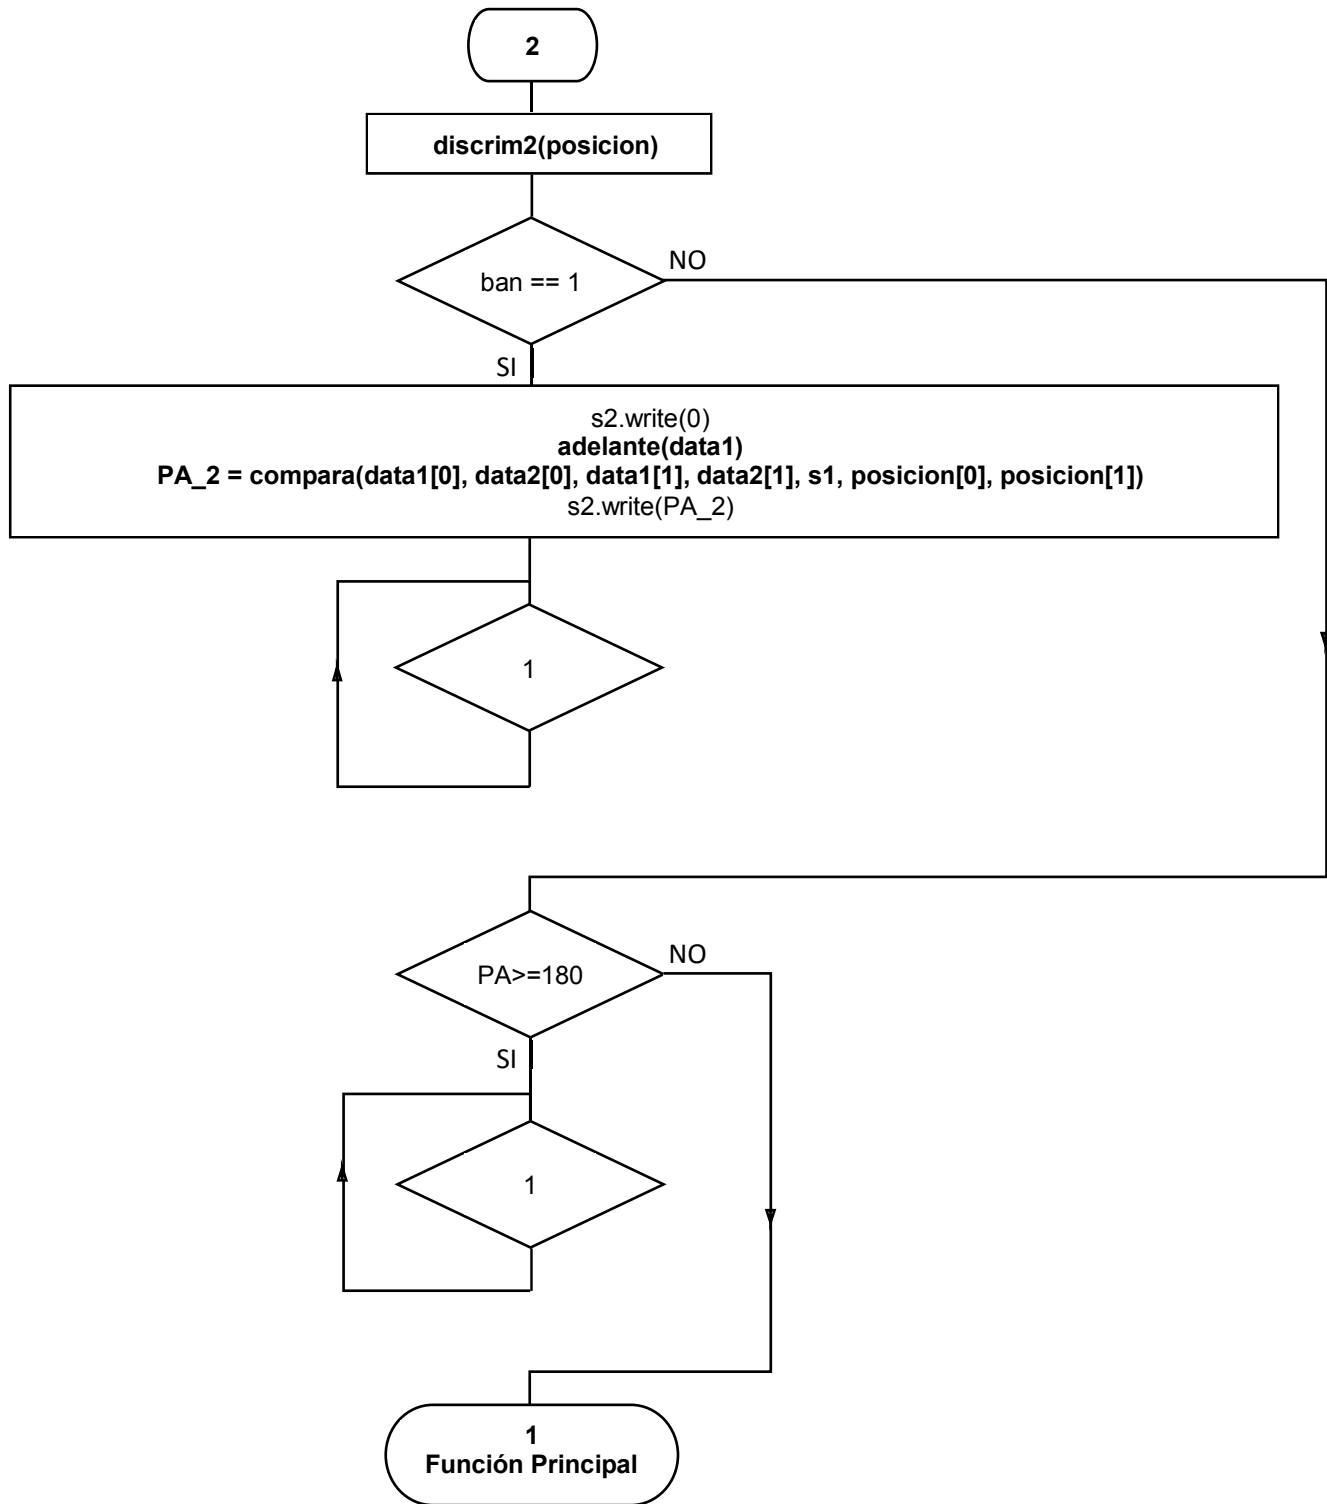 2
discrim2(posicion)
ban == 1
NO
SI
s2.write(0)
adelante(data1)
PA_2 = compara(data1[0], data2[0], data1[1], data2[1], s1, posicion[0], posicion[1])
s2.write(PA_2)
1
PA>=180
NO
SI
1
1
Función Principal